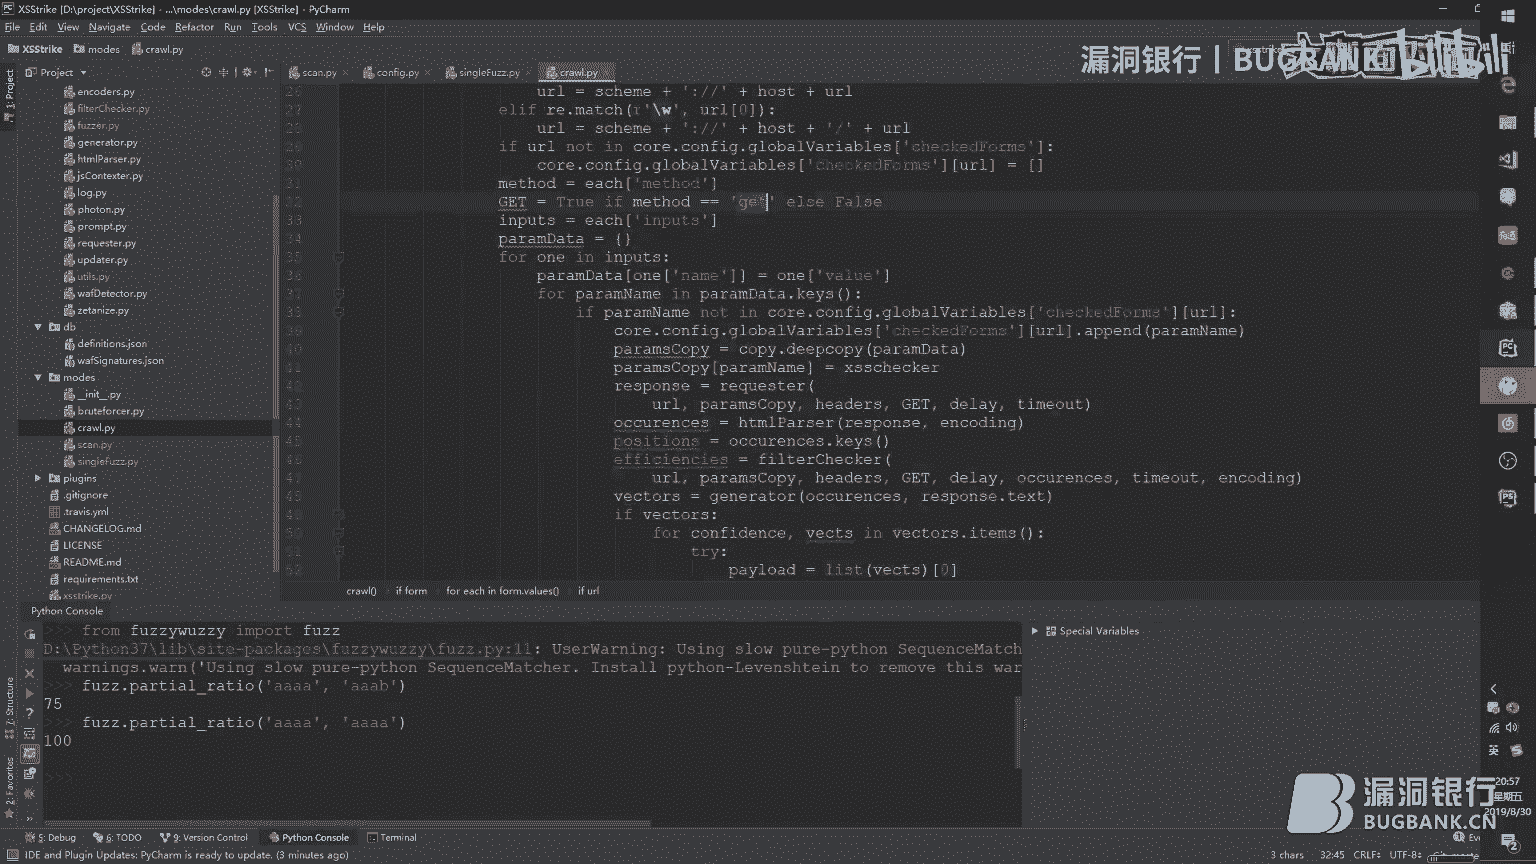 XSStrike [D:\project\XSStrike] - ...\modes\crawl.py [XSStrike] - PyCharm
File Edit View Navigate Code Refactor Run Tools VCS Window Help
XSStrike modes crawl.py
漏洞银行 | BUGBANK
bilibili
Project
scan.py config.py singleFuzz.py crawl.py
1: Project
encoders.py
filterChecker.py
fuzzer.py
generator.py
htmlParser.py
jsContexter.py
log.py
photon.py
prompt.py
requester.py
updater.py
utils.py
wafDetector.py
zetanize.py
db
definitions.json
wafSignatures.json
modes
__init__.py
bruteforcer.py
crawl.py
scan.py
singleFuzz.py
plugins
.gitignore
.travis.yml
CHANGELOG.md
LICENSE
README.md
requirements.txt
xsstrike.py
url = scheme + '://' + host + url
elif re.match(r'\w', url[0]):
url = scheme + '://' + host + '/' + url
if url not in core.config.globalVariables['checkedForms']:
core.config.globalVariables['checkedForms'][url] = []
method = each['method']
GET = True if method == 'get' else False
inputs = each['inputs']
paramData = {}
for one in inputs:
paramData[one['name']] = one['value']
for paramName in paramData.keys():
if paramName not in core.config.globalVariables['checkedForms'][url]:
core.config.globalVariables['checkedForms'][url].append(paramName)
paramsCopy = copy.deepcopy(paramData)
paramsCopy[paramName] = xsschecker
response = requester(
url, paramsCopy, headers, GET, delay, timeout)
occurences = htmlParser(response, encoding)
positions = occurences.keys()
efficiencies = filterChecker(
url, paramsCopy, headers, GET, delay, occurences, timeout, encoding)
vectors = generator(occurences, response.text)
if vectors:
for confidence, vects in vectors.items():
try:
payload = list(vects)[0]
crawl() if form for each in form.values() if url
Python Console
>>> from fuzzywuzzy import fuzz
D:\Python37\lib\site-packages\fuzzywuzzy\fuzz.py:11: UserWarning: Using slow pure-python SequenceMatch
warnings.warn('Using slow pure-python SequenceMatcher. Install python-Levenshtein to remove this war
>>> fuzz.partial_ratio('aaaa', 'aaab')
75
>>> fuzz.partial_ratio('aaaa', 'aaaa')
100
>>>
Special Variables
7: Structure
2: Favorites
英
20:57
星期五
2019/8/30
漏洞银行
BUGBANK.CN
5: Debug 6: TODO 9: Version Control Python Console Terminal
IDE and Plugin Updates: PyCharm is ready to update. (3 minutes ago)
3 chars 32:45 CRLF UTF-8